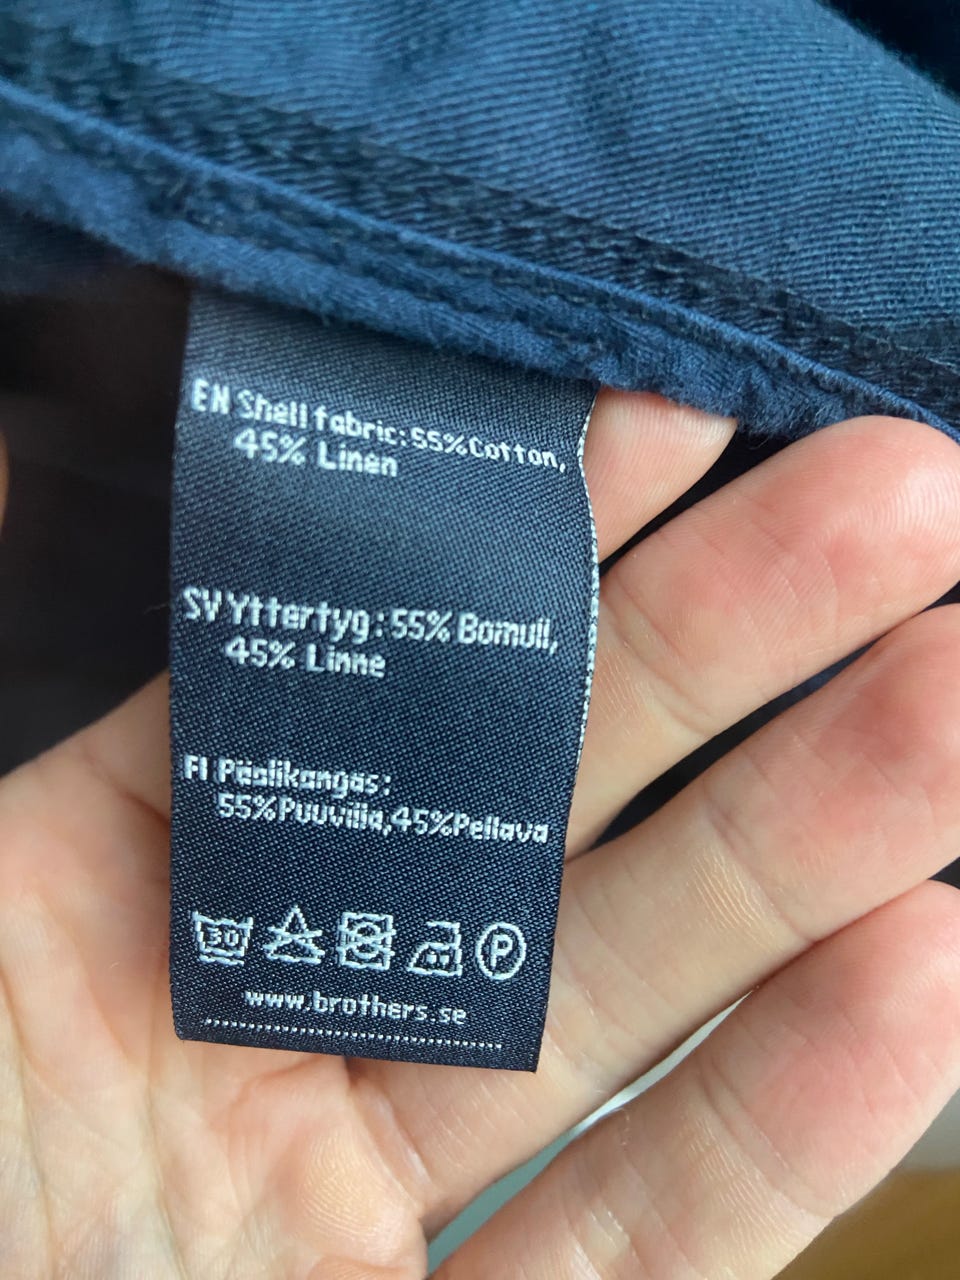 EN Shell fabric: 55% Cotton,
45% Linen
SV Yttertyg: 55% Bomull,
45% Linne
FI Päällikangas:
55% Puuvilla, 45% Pellava
30 P
www.brothers.se